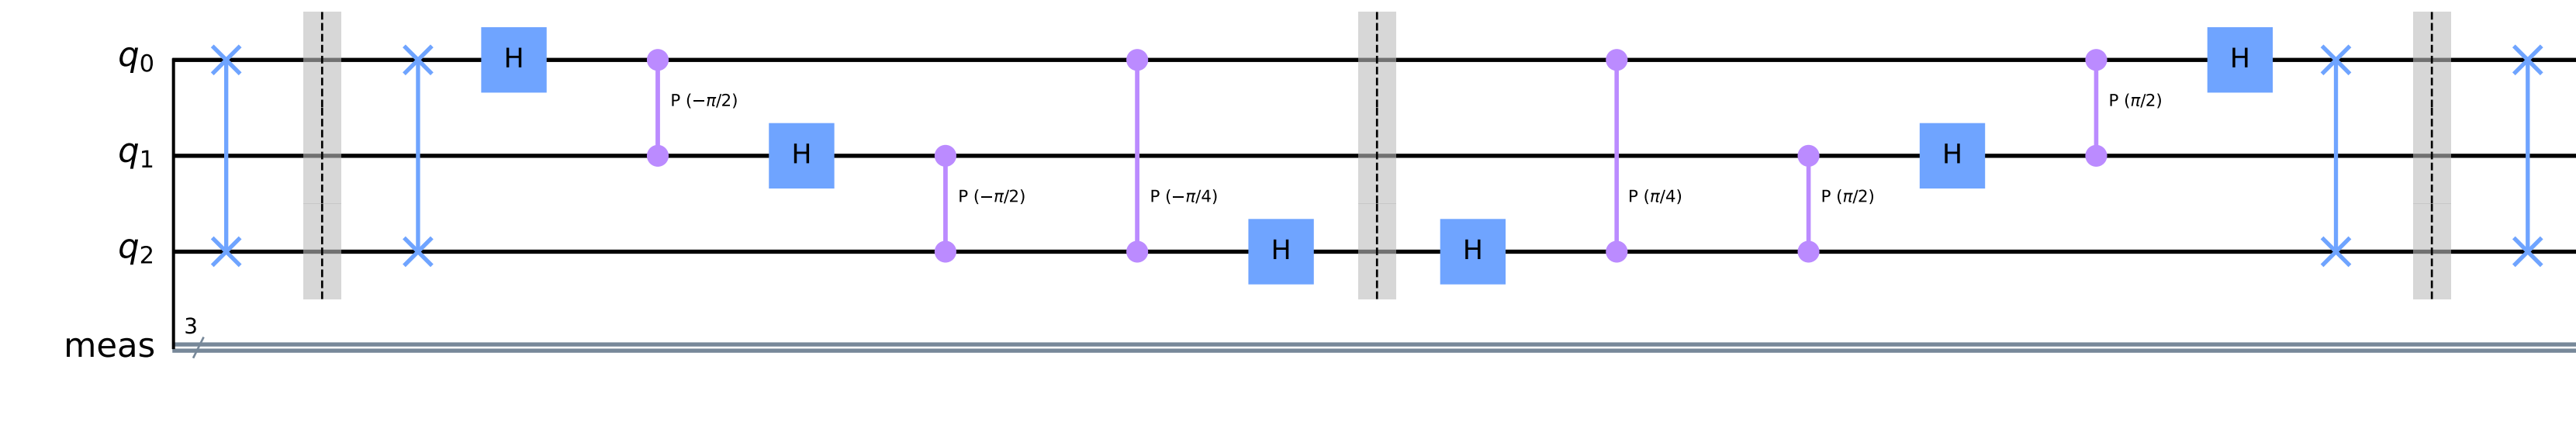 q0 H H
P (−π/2) P (π/2)
q1 H H
P (−π/2) P (−π/4) P (π/4) P (π/2)
q2 H H
3
meas